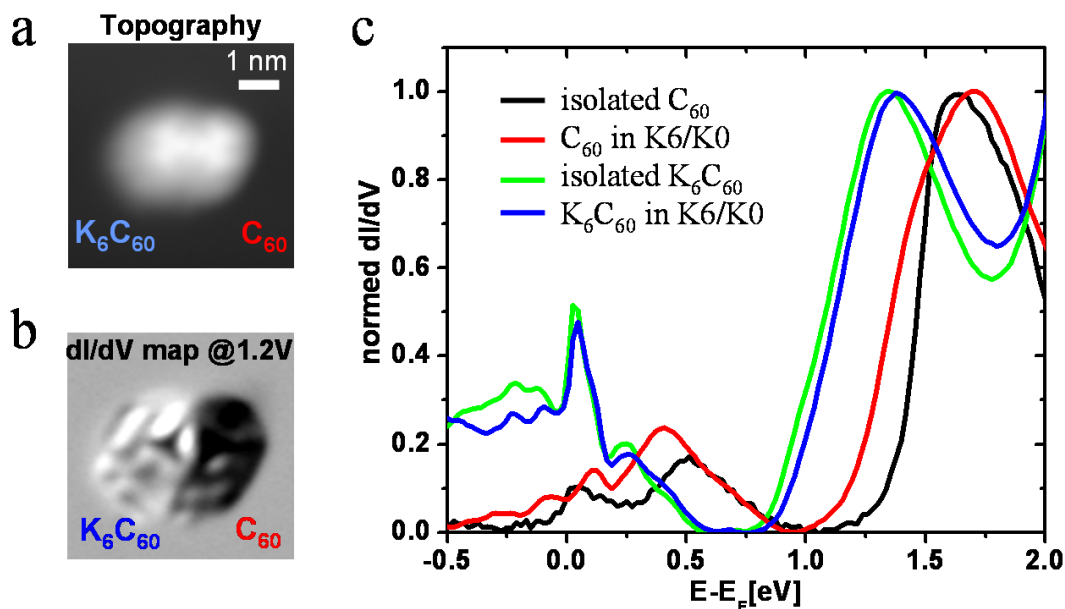 a
Topography
1 nm
K₆C₆₀ C₆₀
b
dI/dV map @1.2V
K₆C₆₀ C₆₀
c
isolated C₆₀
C₆₀ in K6/K0
isolated K₆C₆₀
K₆C₆₀ in K6/K0
normed dI/dV
1.0
0.8
0.6
0.4
0.2
0.0
-0.5 0.0 0.5 1.0 1.5 2.0
E-E_F[eV]